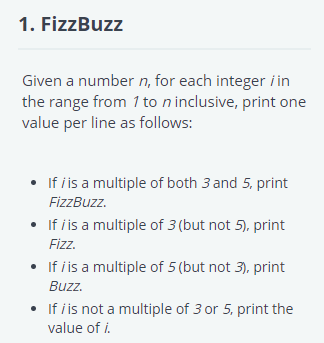 1. FizzBuzz
Given a number n, for each integer i in
the range from 1 to n inclusive, print one
value per line as follows:
• If i is a multiple of both 3 and 5, print
FizzBuzz.
• If i is a multiple of 3 (but not 5), print
Fizz.
• If i is a multiple of 5 (but not 3), print
Buzz.
• If i is not a multiple of 3 or 5, print the
value of i.